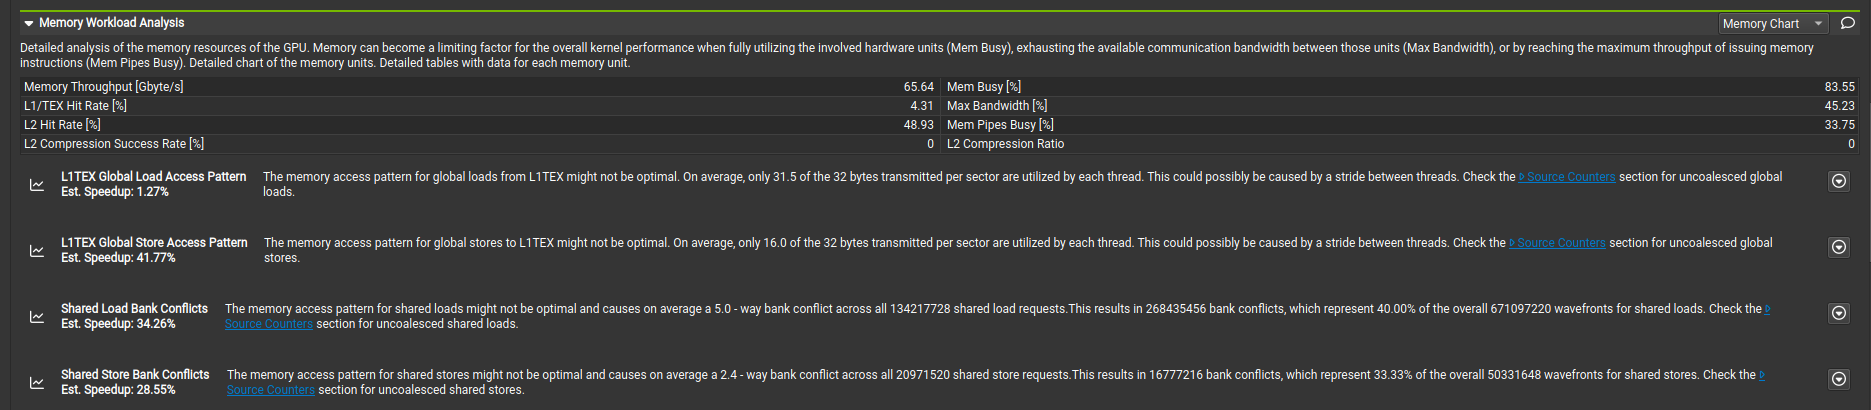 Memory Workload Analysis
Memory Chart
Detailed analysis of the memory resources of the GPU. Memory can become a limiting factor for the overall kernel performance when fully utilizing the involved hardware units (Mem Busy), exhausting the available communication bandwidth between those units (Max Bandwidth), or by reaching the maximum throughput of issuing memory
instructions (Mem Pipes Busy). Detailed chart of the memory units. Detailed tables with data for each memory unit.
Memory Throughput [Gbyte/s] 65.64 Mem Busy [%] 83.55
L1/TEX Hit Rate [%] 4.31 Max Bandwidth [%] 45.23
L2 Hit Rate [%] 48.93 Mem Pipes Busy [%] 33.75
L2 Compression Success Rate [%] 0 L2 Compression Ratio 0
L1TEX Global Load Access Pattern
Est. Speedup: 1.27%
The memory access pattern for global loads from L1TEX might not be optimal. On average, only 31.5 of the 32 bytes transmitted per sector are utilized by each thread. This could possibly be caused by a stride between threads. Check the Source Counters section for uncoalesced global
loads.
L1TEX Global Store Access Pattern
Est. Speedup: 41.77%
The memory access pattern for global stores to L1TEX might not be optimal. On average, only 16.0 of the 32 bytes transmitted per sector are utilized by each thread. This could possibly be caused by a stride between threads. Check the Source Counters section for uncoalesced global
stores.
Shared Load Bank Conflicts
Est. Speedup: 34.26%
The memory access pattern for shared loads might not be optimal and causes on average a 5.0 - way bank conflict across all 134217728 shared load requests.This results in 268435456 bank conflicts, which represent 40.00% of the overall 671097220 wavefronts for shared loads. Check the
Source Counters section for uncoalesced shared loads.
Shared Store Bank Conflicts
Est. Speedup: 28.55%
The memory access pattern for shared stores might not be optimal and causes on average a 2.4 - way bank conflict across all 20971520 shared store requests.This results in 16777216 bank conflicts, which represent 33.33% of the overall 50331648 wavefronts for shared stores. Check the
Source Counters section for uncoalesced shared stores.